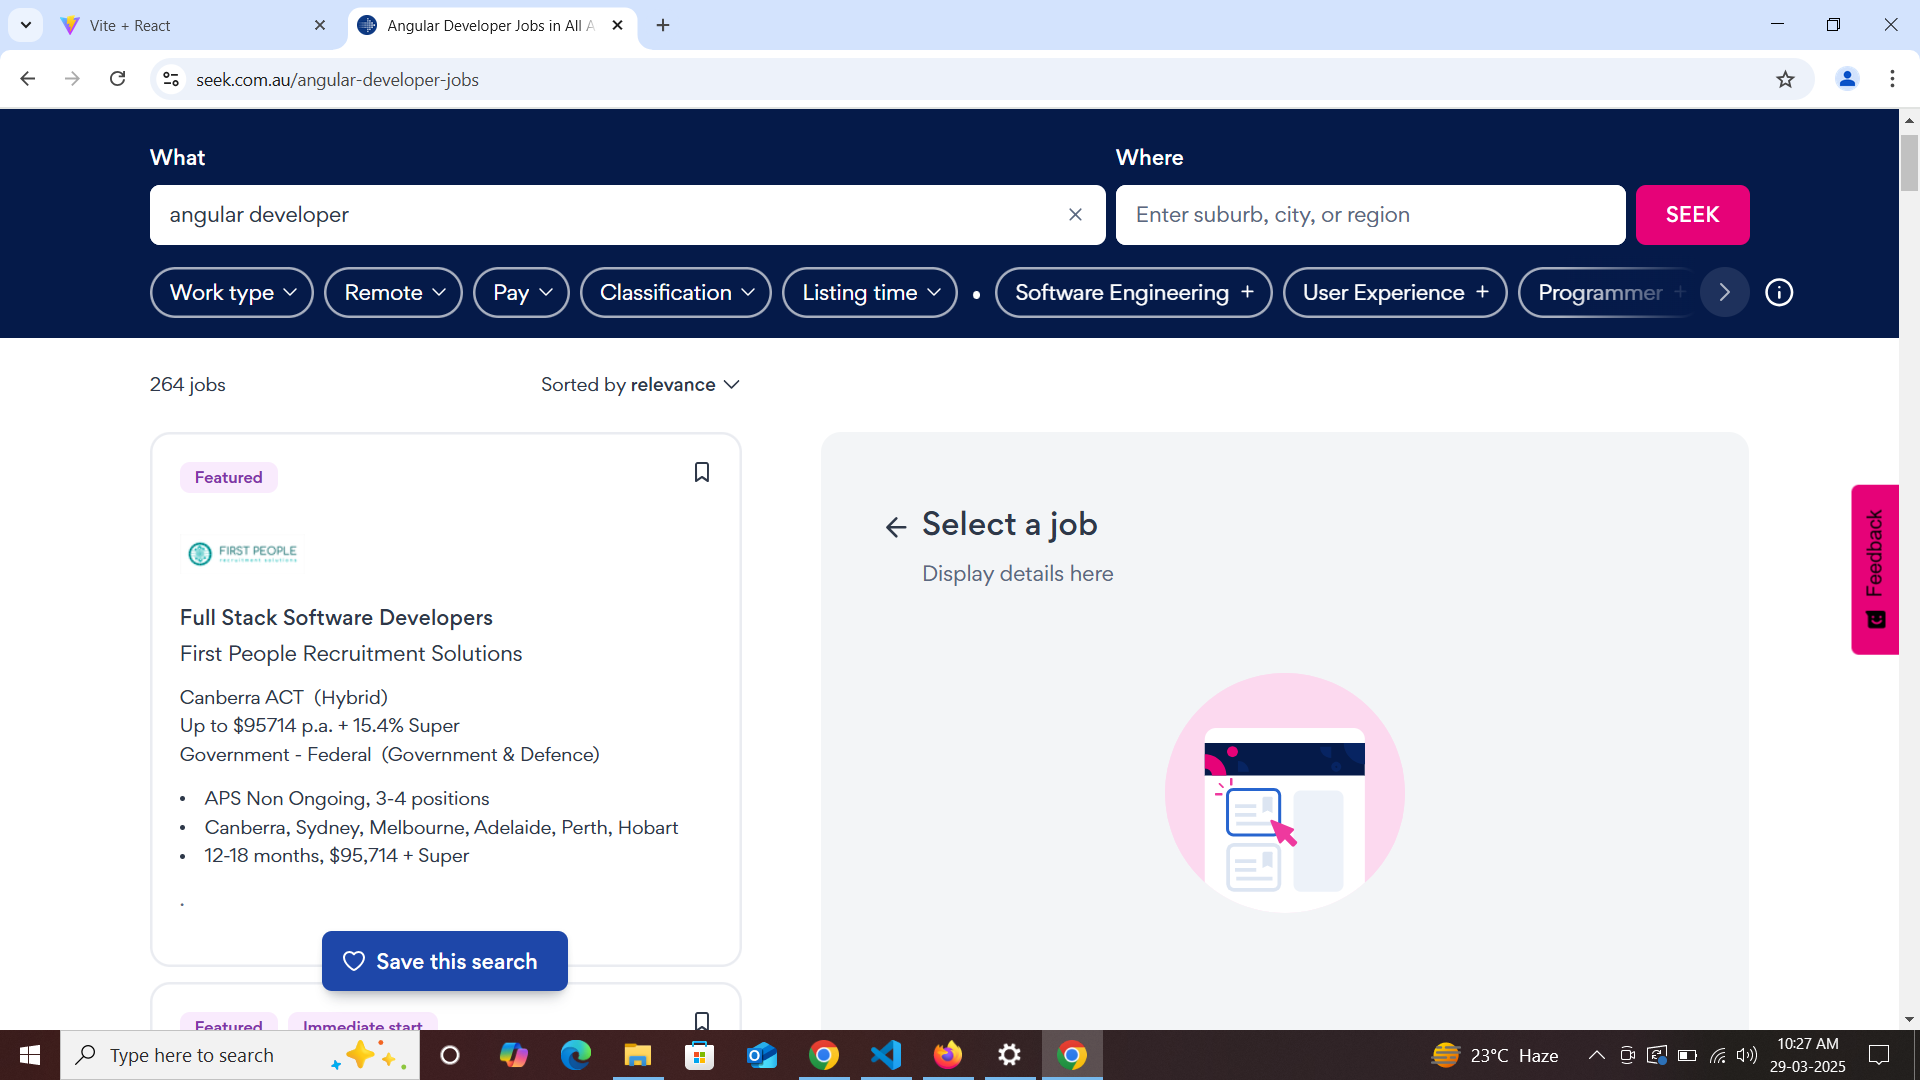 Vite + React
Angular Developer Jobs in All A
seek.com.au/angular-developer-jobs
What
Where
angular developer
Enter suburb, city, or region
SEEK
Work type
Remote
Pay
Classification
Listing time
Software Engineering +
User Experience +
Programmer +
264 jobs
Sorted by relevance
Featured
FIRST PEOPLE
recruitment solutions
Full Stack Software Developers
First People Recruitment Solutions
Canberra ACT (Hybrid)
Up to $95714 p.a. + 15.4% Super
Government - Federal (Government & Defence)
• APS Non Ongoing, 3-4 positions
• Canberra, Sydney, Melbourne, Adelaide, Perth, Hobart
• 12-18 months, $95,714 + Super
.
Save this search
Featured
Immediate start
Select a job
Display details here
Feedback
Type here to search
23°C Haze
10:27 AM
29-03-2025